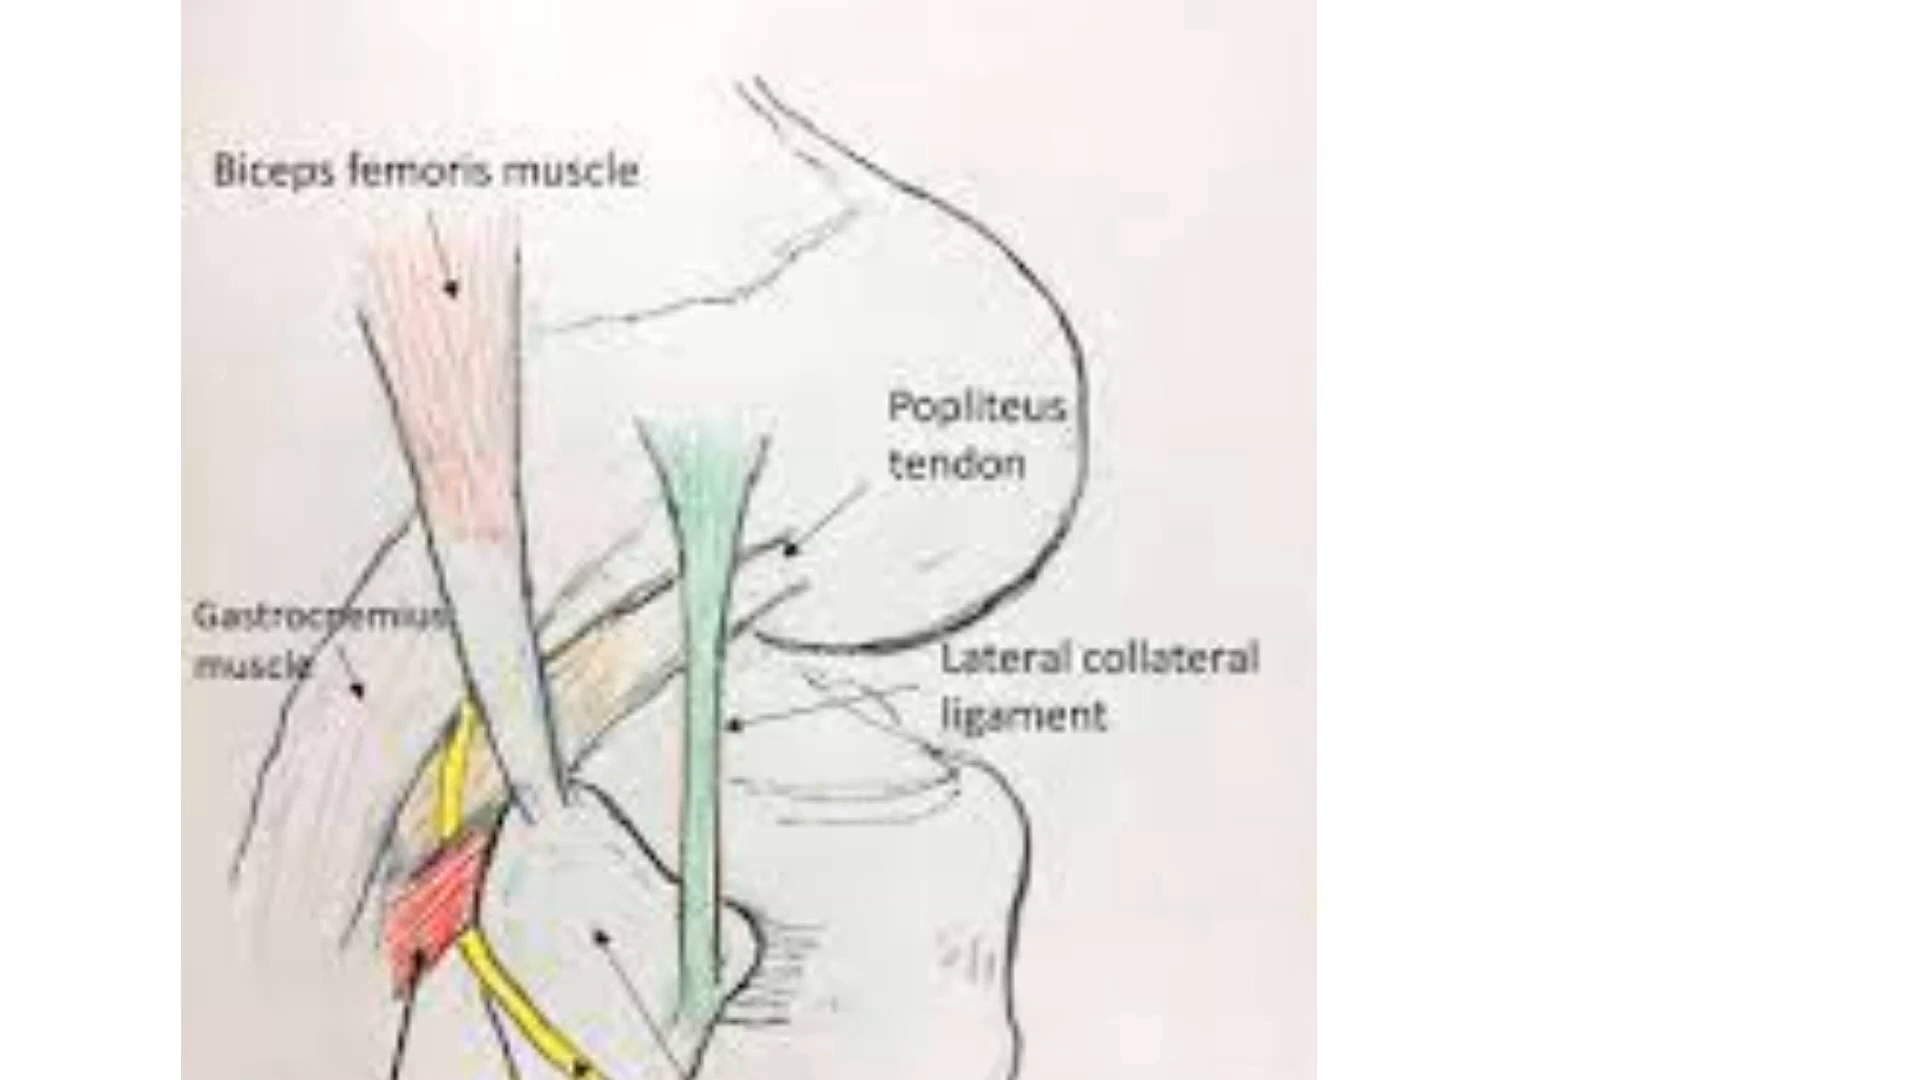 Biceps femoris muscle
Popliteus
tendon
Gastrocnemius
muscle
Lateral collateral
ligament